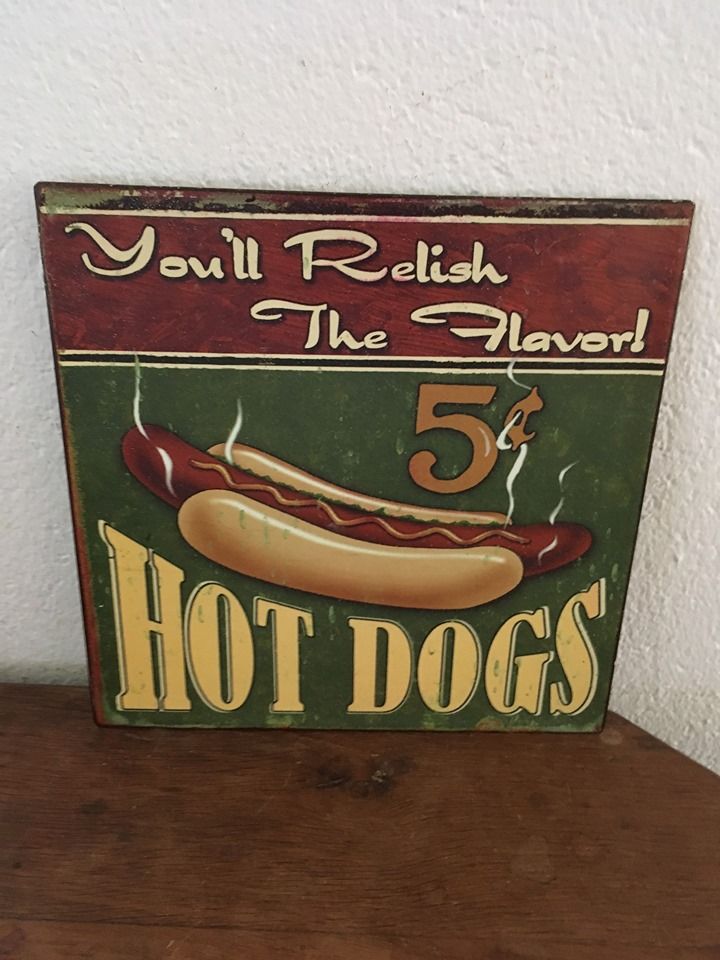 You'll Relish
The Flavor!
5¢
HOT DOGS